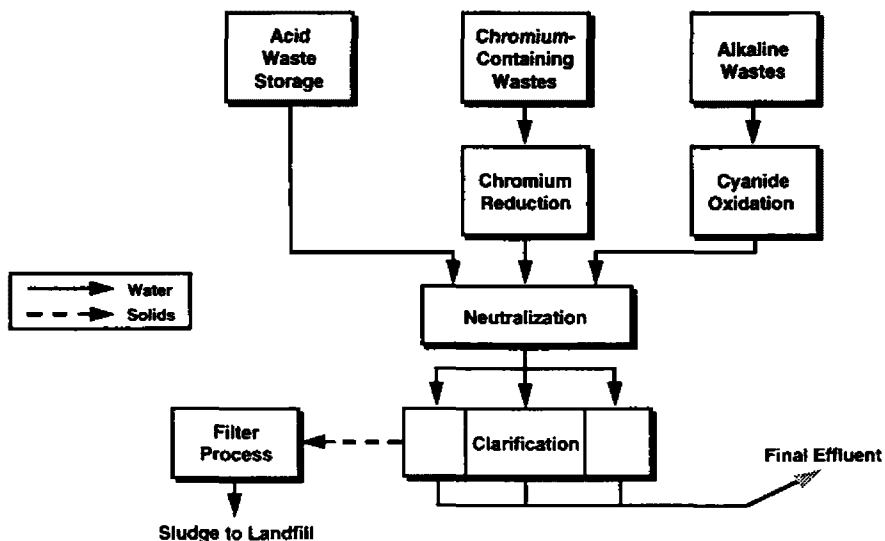 Acid
Waste
Storage
Chromium-
Containing
Wastes
Alkaline
Wastes
Chromium
Reduction
Cyanide
Oxidation
Water
Solids
Neutralization
Filter
Process
Clarification
Final Effluent
Sludge to Landfill